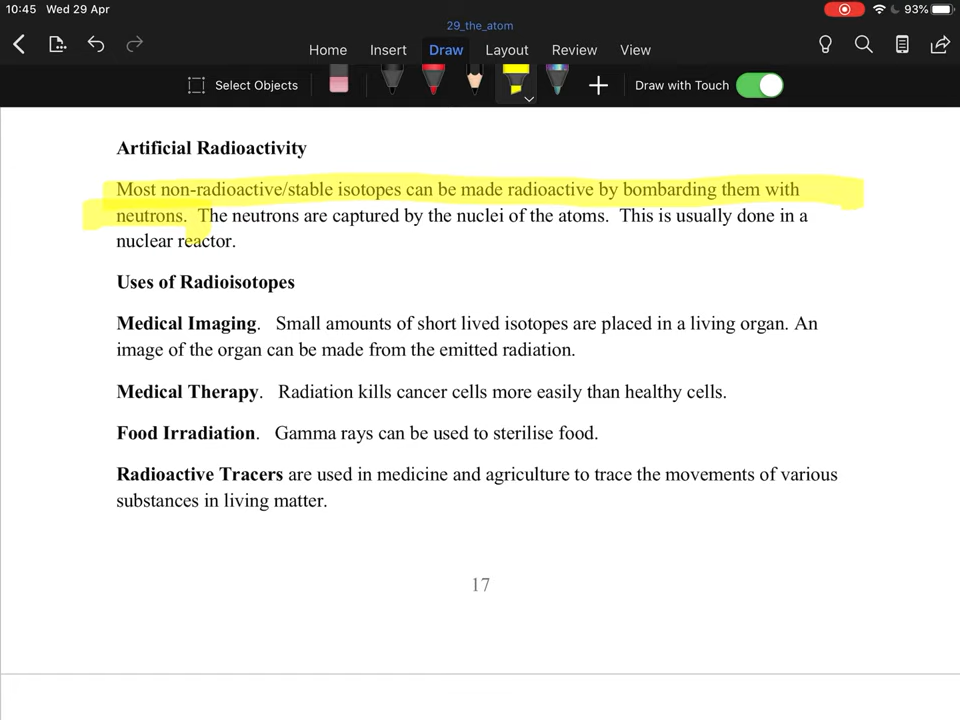 10:45 Wed 29 Apr
93%
29_the_atom
Home Insert Draw Layout Review View
Select Objects
Draw with Touch
Artificial Radioactivity
Most non-radioactive/stable isotopes can be made radioactive by bombarding them with
neutrons. The neutrons are captured by the nuclei of the atoms. This is usually done in a
nuclear reactor.
Uses of Radioisotopes
Medical Imaging. Small amounts of short lived isotopes are placed in a living organ. An
image of the organ can be made from the emitted radiation.
Medical Therapy. Radiation kills cancer cells more easily than healthy cells.
Food Irradiation. Gamma rays can be used to sterilise food.
Radioactive Tracers are used in medicine and agriculture to trace the movements of various
substances in living matter.
17